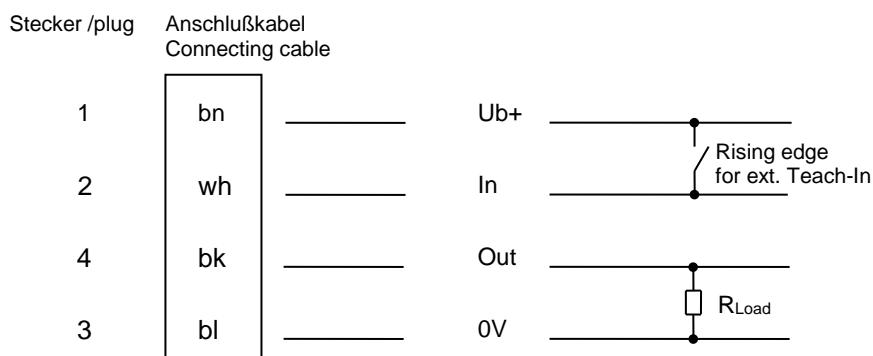 Stecker /plug Anschlußkabel
Connecting cable
1 bn Ub+
Rising edge
for ext. Teach-In
2 wh In
4 bk Out
RLoad
3 bl 0V